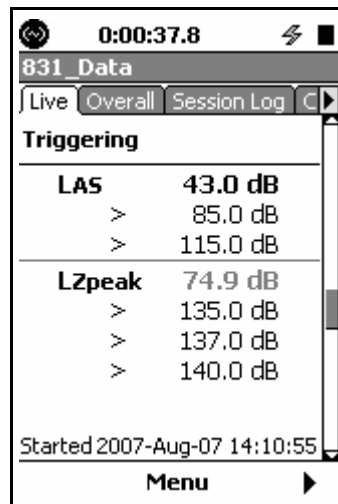 0:00:37.8
831_Data
Live Overall Session Log C
Triggering
LAS 43.0 dB
> 85.0 dB
> 115.0 dB
LZpeak 74.9 dB
> 135.0 dB
> 137.0 dB
> 140.0 dB
Started 2007-Aug-07 14:10:55
Menu